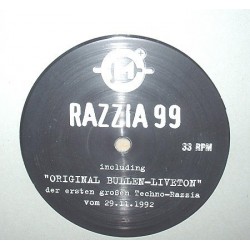 RAZZIA 99
33 RPM
including
"ORIGINAL BULLEN-LIVETON"
der ersten großen Techno-Razzia
vom 29.11.1992